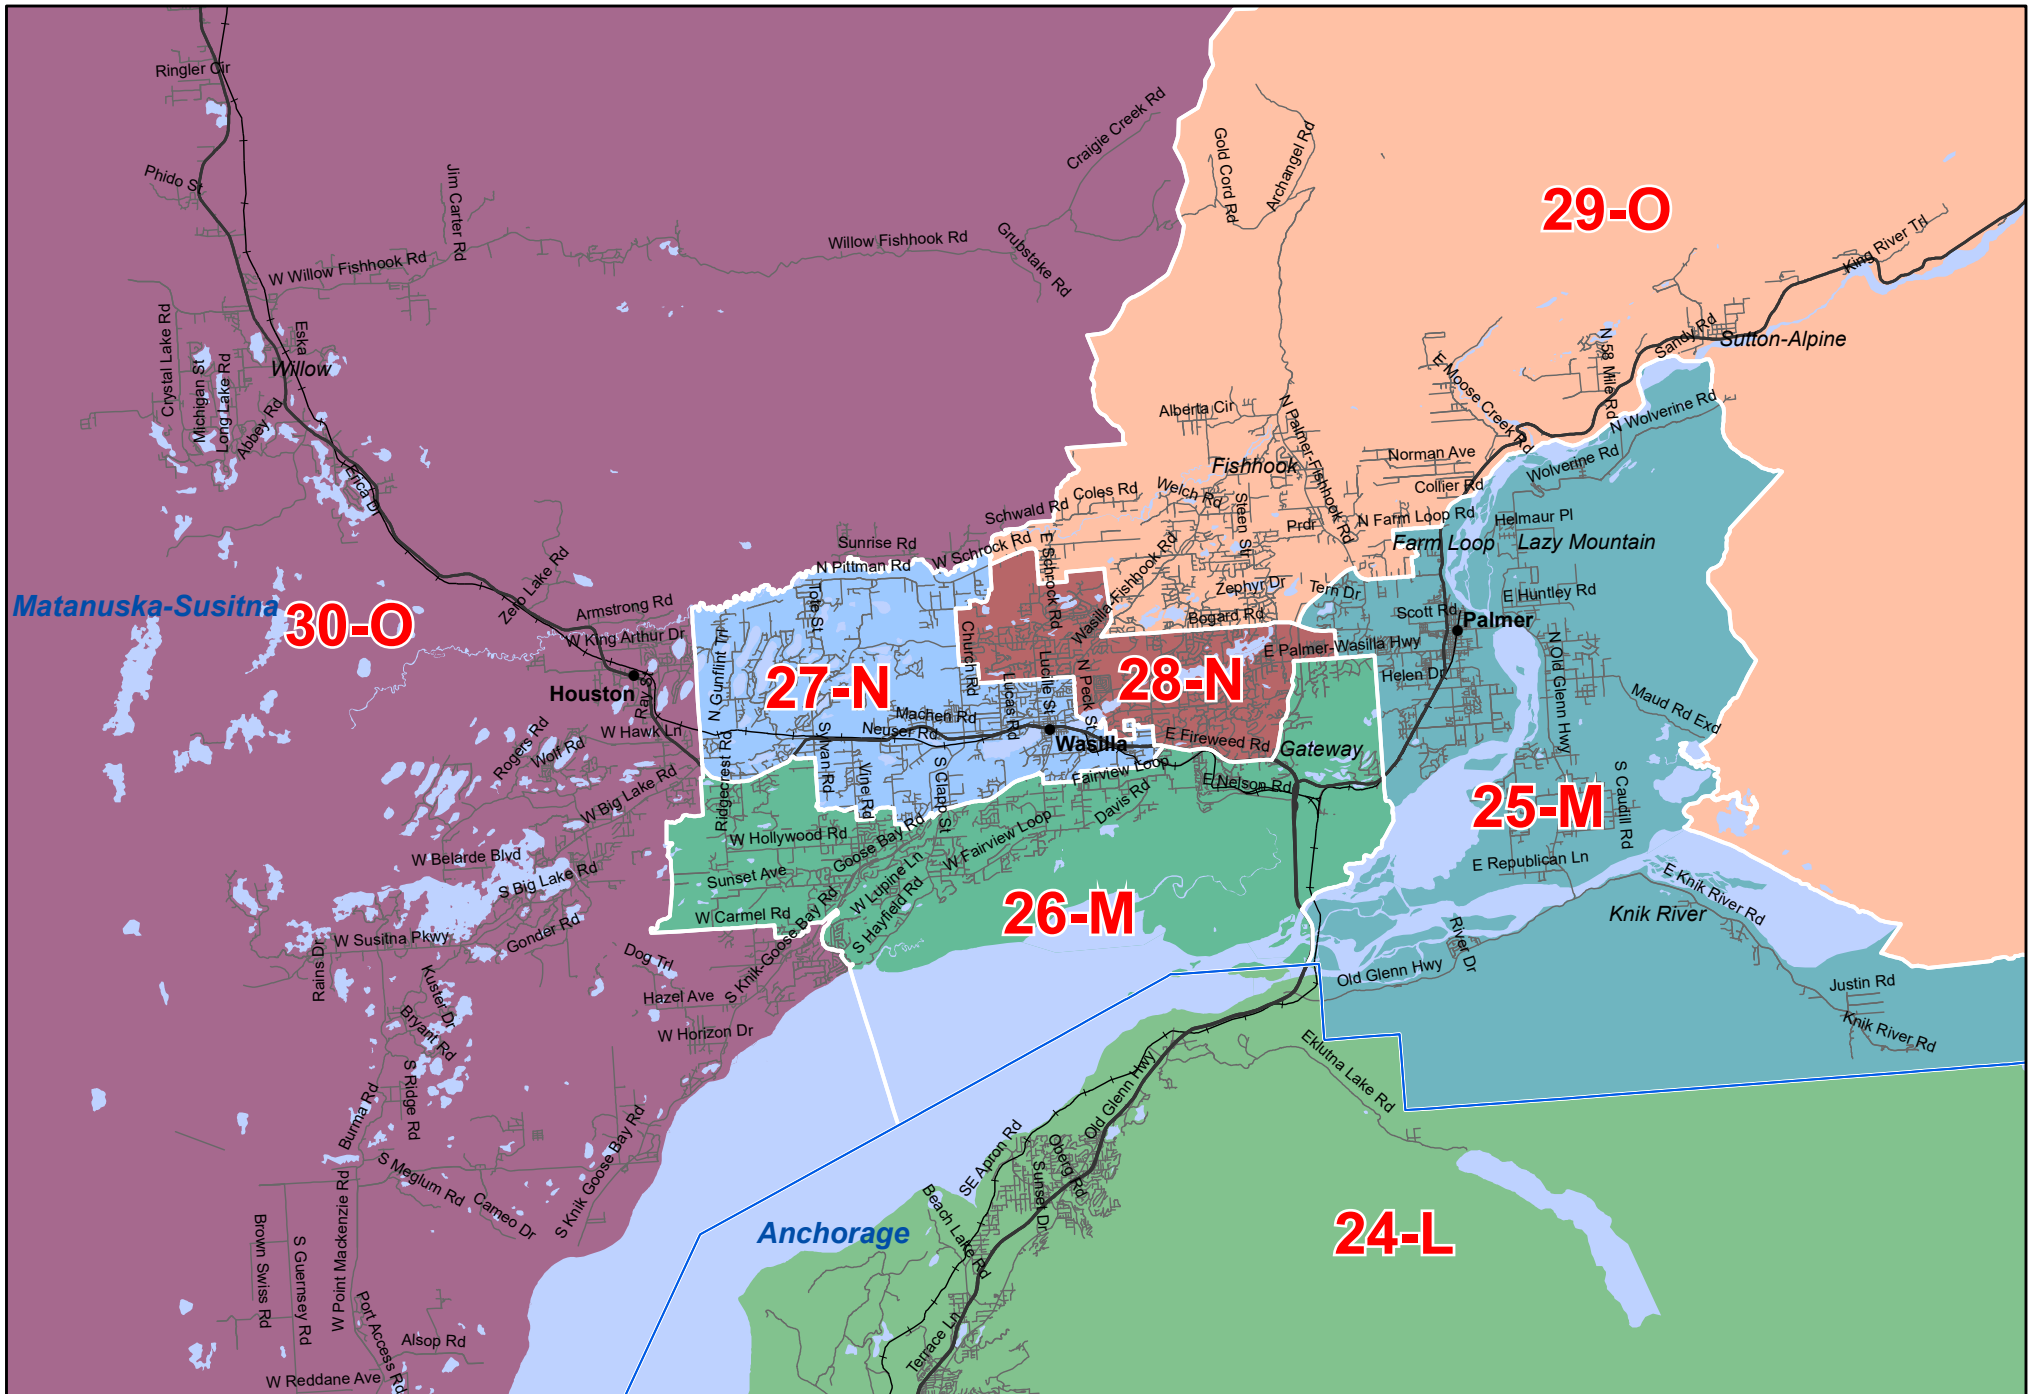 Ringler Cir
Craigie Creek Rd
Gold Cord Rd
Archangel Rd
Phido St
Jim Carter Rd
29-O
Willow Fishhook Rd
Grubstake Rd
King River Trl
W Willow Fishhook Rd
Crystal Lake Rd
Eska
Michigan St
Long Lake Rd
Willow
Abbey Rd
N 58 Mile Rd
Sandy Rd
Sutton-Alpine
E Moose Creek Rd
Alberta Cir
N Palmer-Fishhook Rd
N Wolverine Rd
Fishhook
Norman Ave
Wolverine Rd
Erica Dr
Coles Rd
Welch Rd
Steen Str
Collier Rd
Schwald Rd
Prdr
N Farm Loop Rd
Helmaur Pl
Sunrise Rd
W Schrock Rd
E Schrock Rd
Wasilla-Fishhook Rd
Farm Loop
Lazy Mountain
N Pittman Rd
Zero Lake Rd
Tole St
Zephyr Dr
Tern Dr
E Huntley Rd
Matanuska-Susitna
30-O
Armstrong Rd
Bogard Rd
Scott Rd
Palmer
W King Arthur Dr
N Gunflint Trl
Church Rd
Lucille St
E Palmer-Wasilla Hwy
N Old Glenn Hwy
Houston
Ray St
27-N
Lucas Rd
N Peck St
28-N
Helen Dr
Maud Rd Exd
Rogers Rd
Wolf Rd
W Hawk Ln
Ridgecrest Rd
Machen Rd
Neuser Rd
Sylvan Rd
Wasilla
E Fireweed Rd
Gateway
W Big Lake Rd
Vine Rd
S Clapp St
Fairview Loop
E Nelson Rd
25-M
S Caudill Rd
W Hollywood Rd
Goose Bay Rd
Davis Rd
W Belarde Blvd
S Big Lake Rd
Sunset Ave
W Lupine Ln
W Fairview Loop
E Republican Ln
E Knik River Rd
W Carmel Rd
S Hayfield Rd
26-M
Knik River
W Susitna Pkwy
Gonder Rd
Rains Dr
Dog Trl
S Knik-Goose Bay Rd
River Dr
Kuster Dr
Bryant Rd
Hazel Ave
Old Glenn Hwy
Justin Rd
W Horizon Dr
Knik River Rd
Eklutna Lake Rd
S Ridge Rd
Burma Rd
Old Glenn Hwy
SE Apron Rd
Oberg Rd
Sunset Dr
S Meglum Rd
Cameo Dr
S Knik Goose Bay Rd
Beach Lake Rd
Anchorage
24-L
Brown Swiss Rd
S Guernsey Rd
W Point Mackenzie Rd
Port Access Rd
Alsop Rd
Terrace Ln
W Reddane Ave